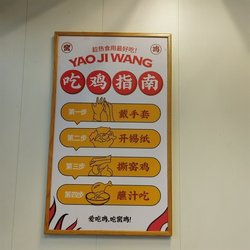 窑 鸡
趁热食用最好吃!
YAO JI WANG
吃鸡指南
第一步 戴手套
第二步 开锡纸
第三步 撕窑鸡
第四步 蘸汁吃
爱吃鸡,吃窑鸡!